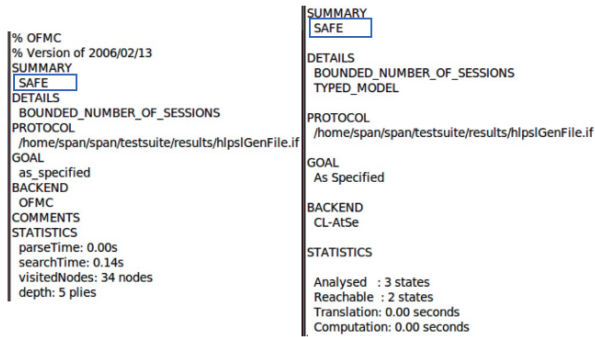 % OFMC
% Version of 2006/02/13
SUMMARY
SAFE
DETAILS
BOUNDED_NUMBER_OF_SESSIONS
PROTOCOL
/home/span/span/testsuite/results/hlpslGenFile.if
GOAL
as_specified
BACKEND
OFMC
COMMENTS
STATISTICS
parseTime: 0.00s
searchTime: 0.14s
visitedNodes: 34 nodes
depth: 5 plies
SUMMARY
SAFE
DETAILS
BOUNDED_NUMBER_OF_SESSIONS
TYPED_MODEL
PROTOCOL
/home/span/span/testsuite/results/hlpslGenFile.if
GOAL
As Specified
BACKEND
CL-AtSe
STATISTICS
Analysed : 3 states
Reachable : 2 states
Translation: 0.00 seconds
Computation: 0.00 seconds